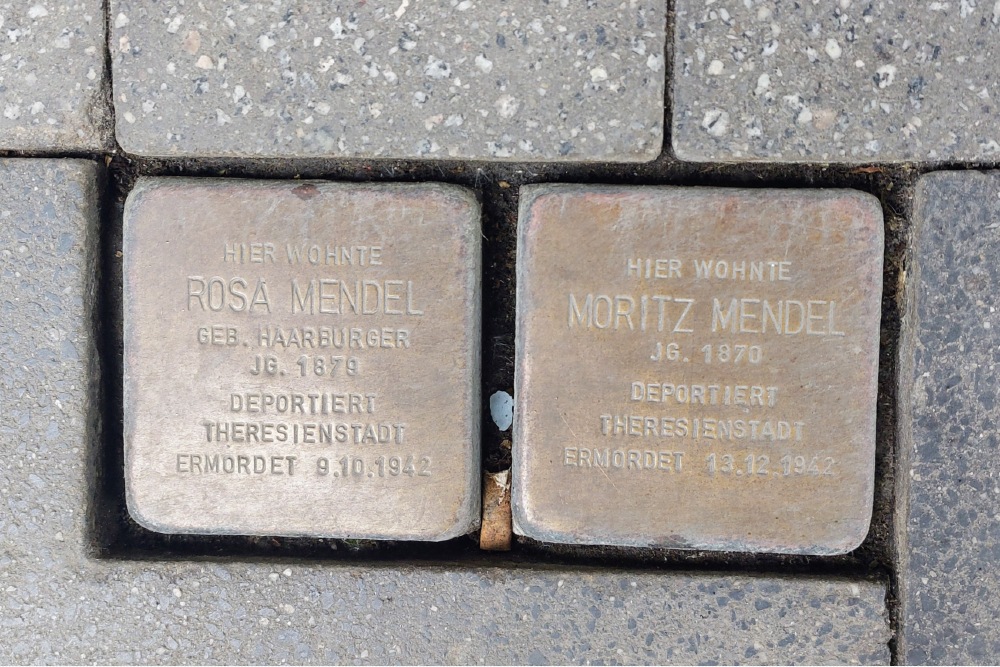 HIER WOHNTE
ROSA MENDEL
GEB. HAARBURGER
JG. 1879
DEPORTIERT
THERESIENSTADT
ERMORDET 9.10.1942
HIER WOHNTE
MORITZ MENDEL
JG. 1870
DEPORTIERT
THERESIENSTADT
ERMORDET 13.12.1942